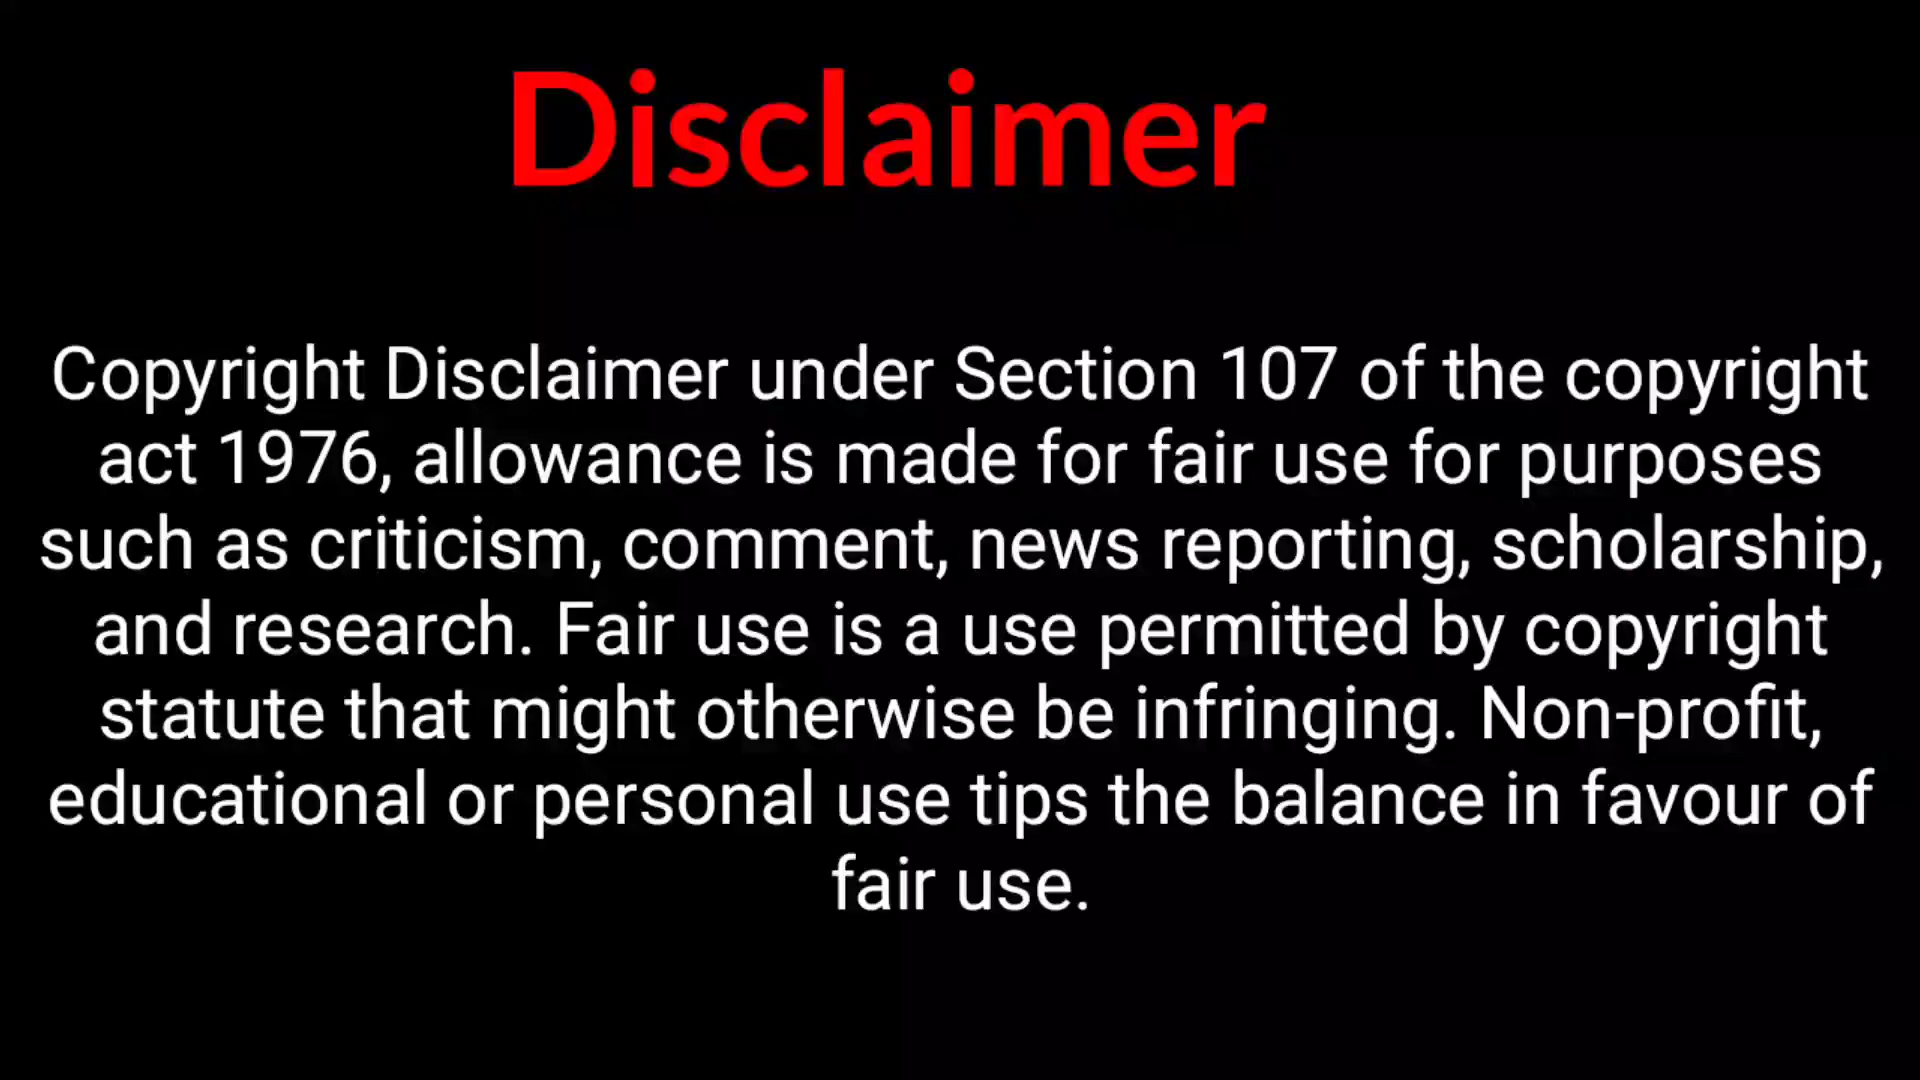 Disclaimer
Copyright Disclaimer under Section 107 of the copyright
act 1976, allowance is made for fair use for purposes
such as criticism, comment, news reporting, scholarship,
and research. Fair use is a use permitted by copyright
statute that might otherwise be infringing. Non-profit,
educational or personal use tips the balance in favour of
fair use.